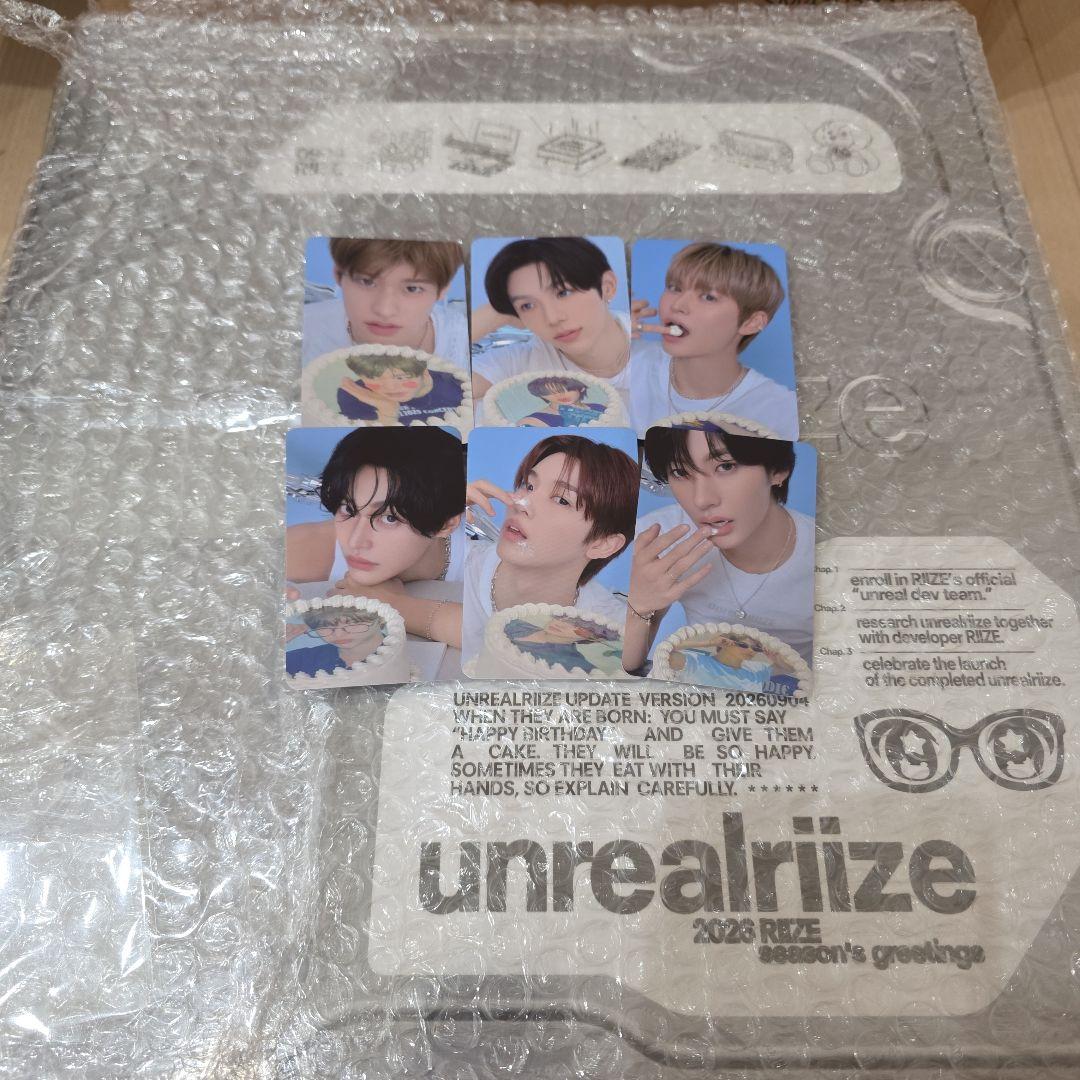 Chap. 1
enroll in RIIZE's official
"unreal dev team."
Chap. 2
research unrealriize together
with developer RIIZE.
Chap. 3
celebrate the launch
of the completed unrealriize.
UNREALRIIZE UPDATE VERSION 20260904
WHEN THEY ARE BORN: YOU MUST SAY
"HAPPY BIRTHDAY" AND GIVE THEM
A CAKE. THEY WILL BE SO HAPPY.
SOMETIMES THEY EAT WITH THEIR
HANDS, SO EXPLAIN CAREFULLY. ******
unrealriize
2026 RIIZE
season's greetings